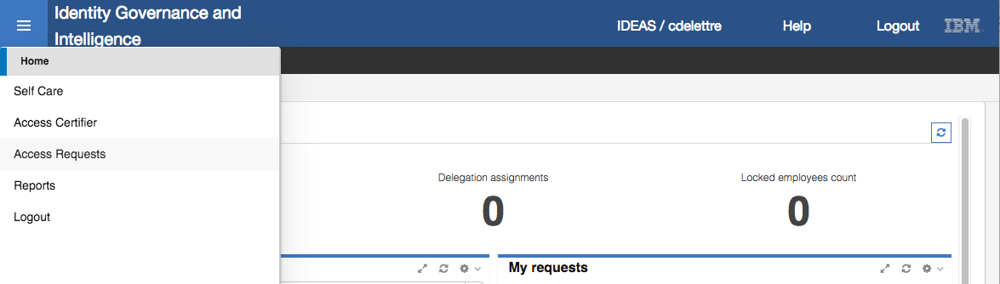 Identity Governance and
Intelligence
IDEAS / cdelettre
Help
Logout
IBM
Home
Self Care
Access Certifier
Access Requests
Reports
Logout
Delegation assignments
0
Locked employees count
0
My requests